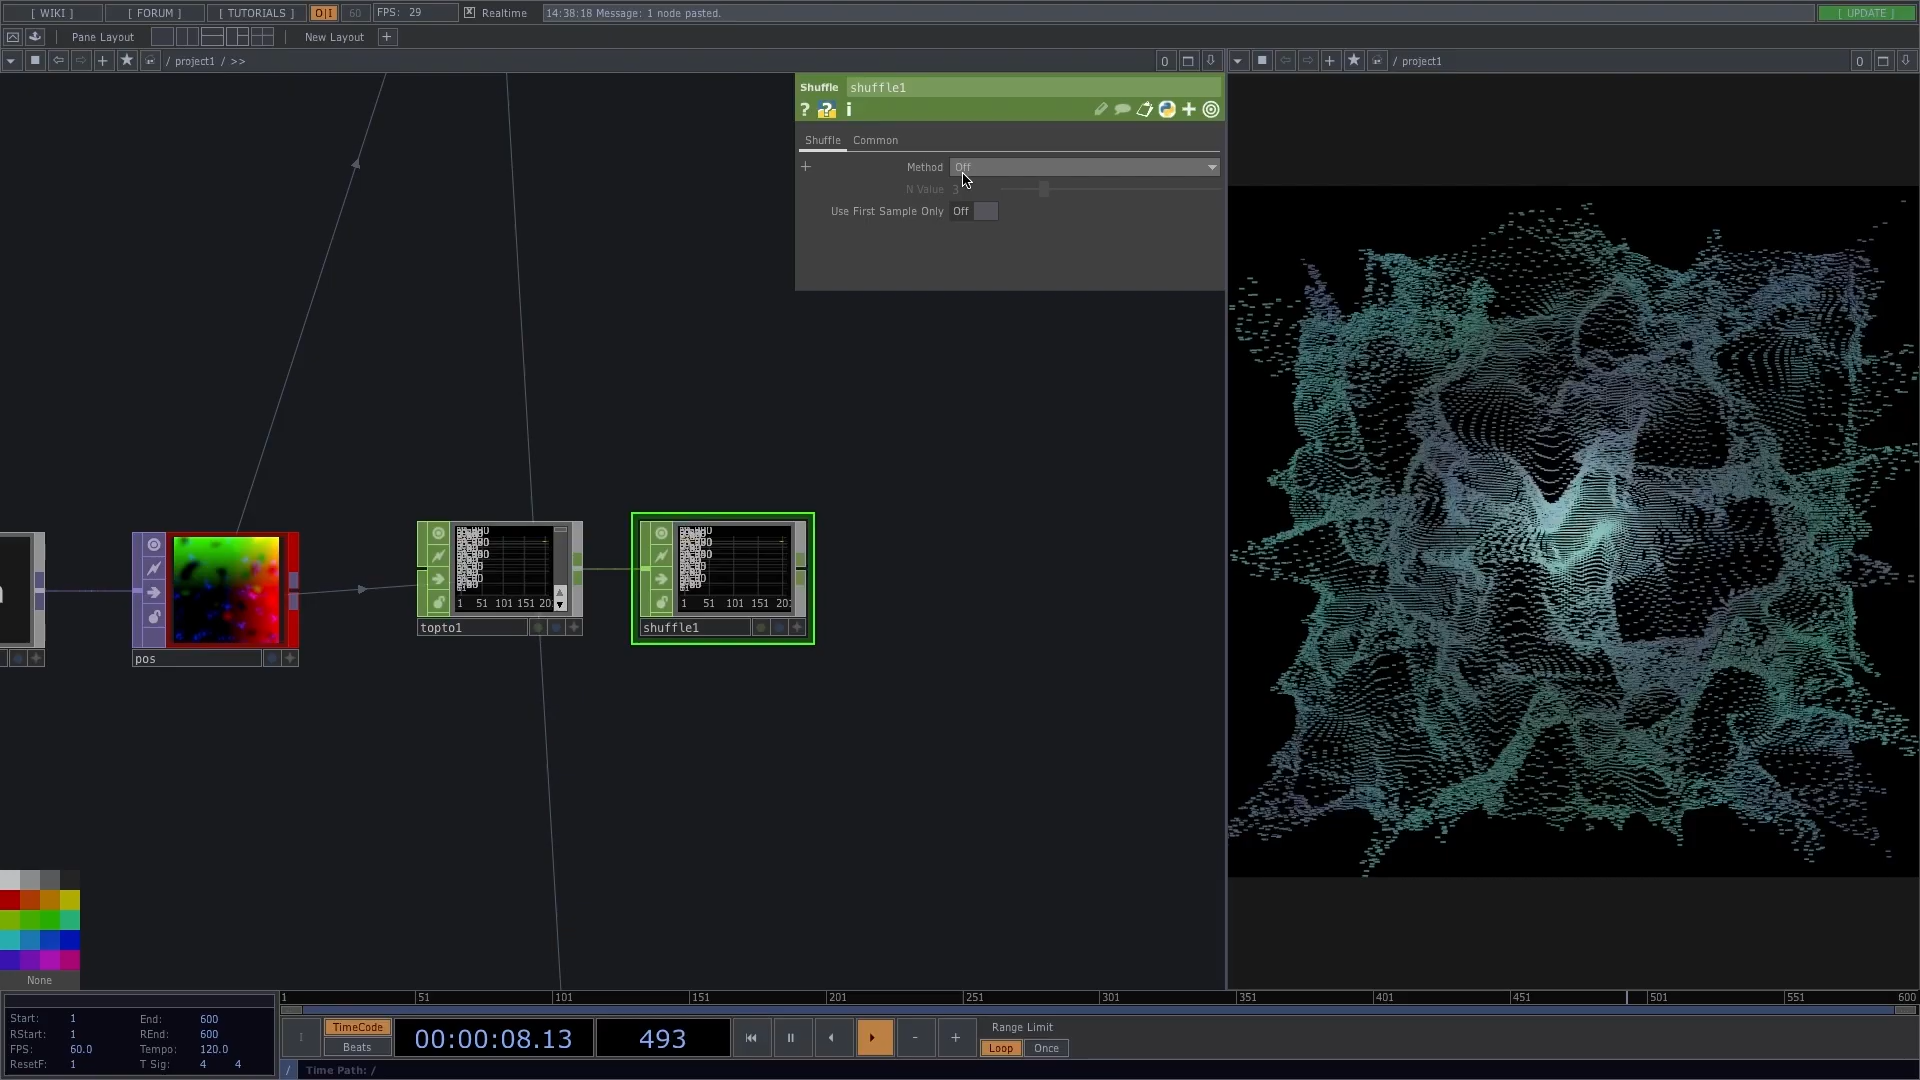 [ WIKI ] [ FORUM ] [ TUTORIALS ] O|I 60 FPS: 29 Realtime 14:38:18 Message: 1 node pasted. [ UPDATE ]
Pane Layout New Layout +
/ project1 / >> 0
/ project1 0
Shuffle shuffle1
? ? i
Shuffle Common
+ Method Off
N Value 3
Use First Sample Only Off
1 51 101 151 20
1 51 101 151 201
topto1
shuffle1
pos
None
1 51 101 151 201 251 301 351 401 451 501 551 600
Start: 1 End: 600
RStart: 1 REnd: 600
FPS: 60.0 Tempo: 120.0
ResetF: 1 T Sig: 4 4
TimeCode
Beats
00:00:08.13
493
- +
Range Limit
Loop Once
/ Time Path: /